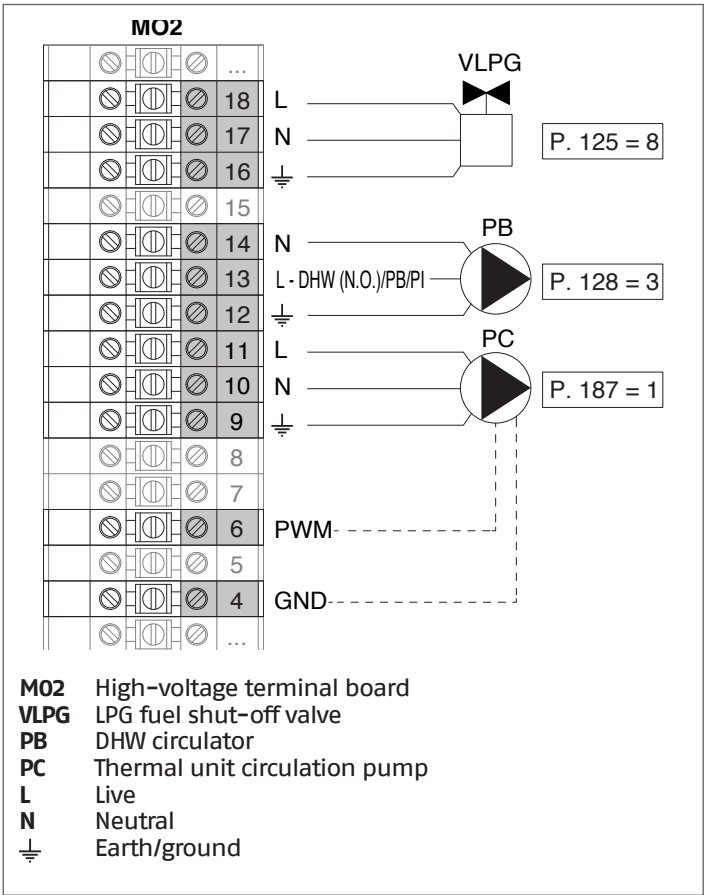 MO2
...
VLPG
18 L
17 N
P. 125 = 8
16 ⏚
15
PB
14 N
13 L - DHW (N.O.)/PB/PI
P. 128 = 3
12 ⏚
PC
11 L
10 N
P. 187 = 1
9 ⏚
8
7
6 PWM
5
4 GND
...
M02 High-voltage terminal board
VLPG LPG fuel shut-off valve
PB DHW circulator
PC Thermal unit circulation pump
L Live
N Neutral
⏚ Earth/ground